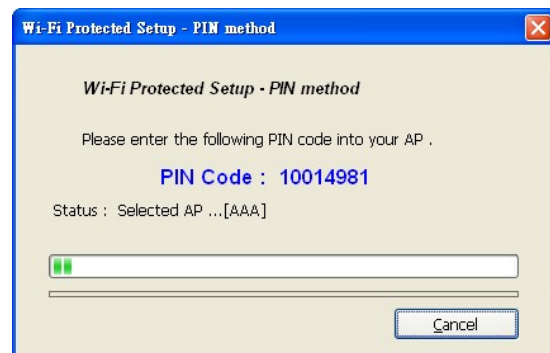 Wi-Fi Protected Setup - PIN method
Wi-Fi Protected Setup - PIN method
Please enter the following PIN code into your AP .
PIN Code : 10014981
Status : Selected AP ...[AAA]
Cancel